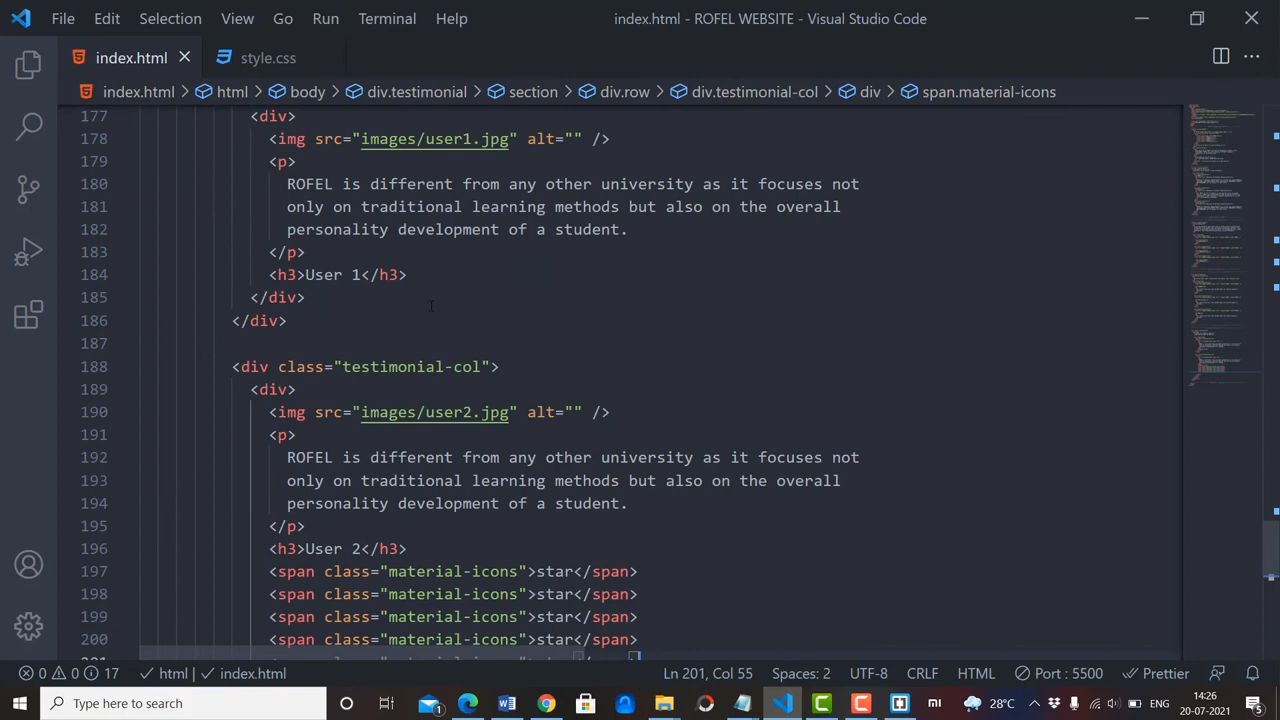 File Edit Selection View Go Run Terminal Help index.html - ROFEL WEBSITE - Visual Studio Code
index.html style.css
index.html html body div.testimonial section div.row div.testimonial-col div span.material-icons
177 <div>
178 <img src="images/user1.jpg" alt="" />
179 <p>
180 ROFEL is different from any other university as it focuses not
181 only on traditional learning methods but also on the overall
182 personality development of a student.
183 </p>
184 <h3>User 1</h3>
185 </div>
186 </div>
187
188 <div class="testimonial-col">
189 <div>
190 <img src="images/user2.jpg" alt="" />
191 <p>
192 ROFEL is different from any other university as it focuses not
193 only on traditional learning methods but also on the overall
194 personality development of a student.
195 </p>
196 <h3>User 2</h3>
197 <span class="material-icons">star</span>
198 <span class="material-icons">star</span>
199 <span class="material-icons">star</span>
200 <span class="material-icons">star</span>
0 0 17 html index.html Ln 201, Col 55 Spaces: 2 UTF-8 CRLF HTML Port : 5500 Prettier
Type here to search 1 28°C ENG 14:26
20-07-2021 5